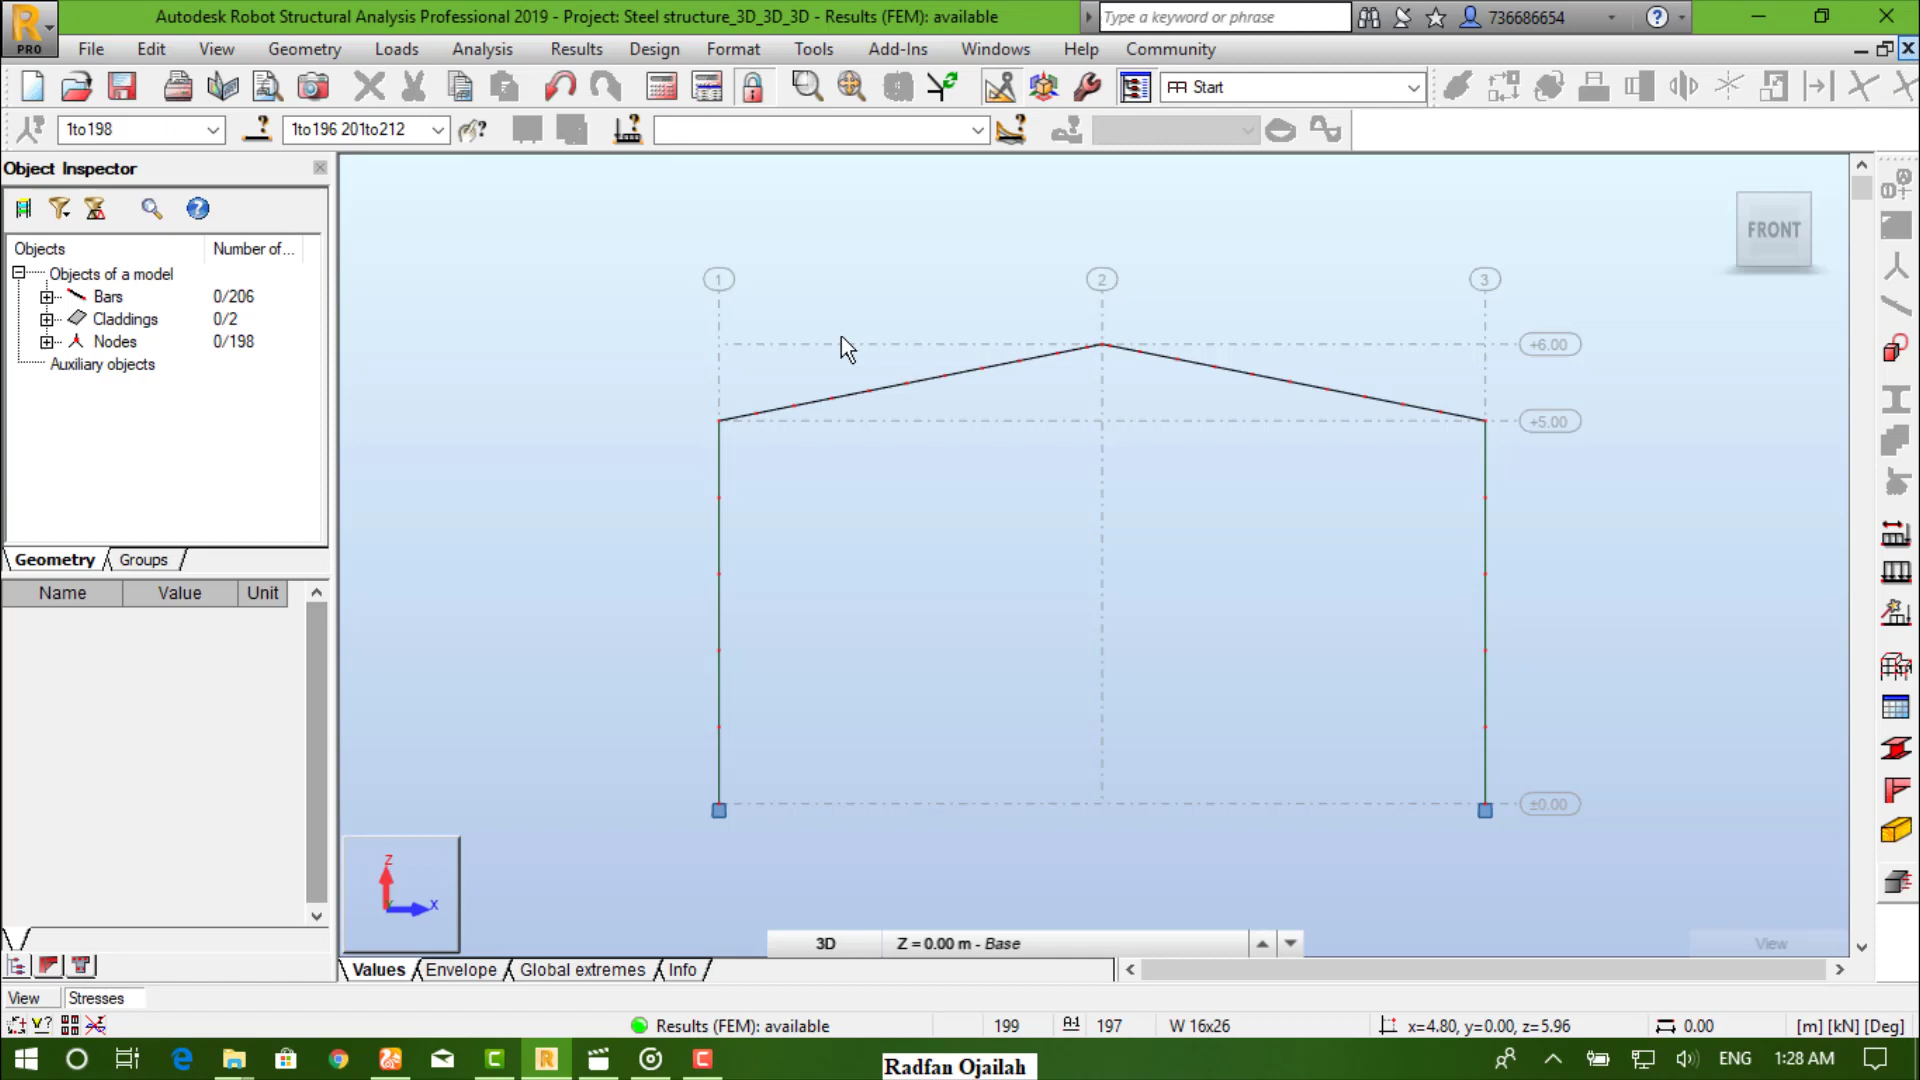 Autodesk Robot Structural Analysis Professional 2019 - Project: Steel structure_3D_3D_3D - Results (FEM): available
Type a keyword or phrase
736686654
PRO
File Edit View Geometry Loads Analysis Results Tools Design Format Tools Add-Ins Windows Help Community
Start
1to198
1to196 201to212
Object Inspector
Objects Number of...
Objects of a model
Bars 0/206
Claddings 0/2
Nodes 0/198
Auxiliary objects
Geometry Groups
Name Value Unit
FRONT
1 2 3
+6.00
+5.00
±0.00
Z
X
3D Z = 0.00 m - Base
View
Values Envelope Global extremes Info
View Stresses
Results (FEM): available 199 197 W 16x26 x=4.80, y=0.00, z=5.96 0.00 [m] [kN] [Deg]
Radfan Ojailah
ENG 1:28 AM